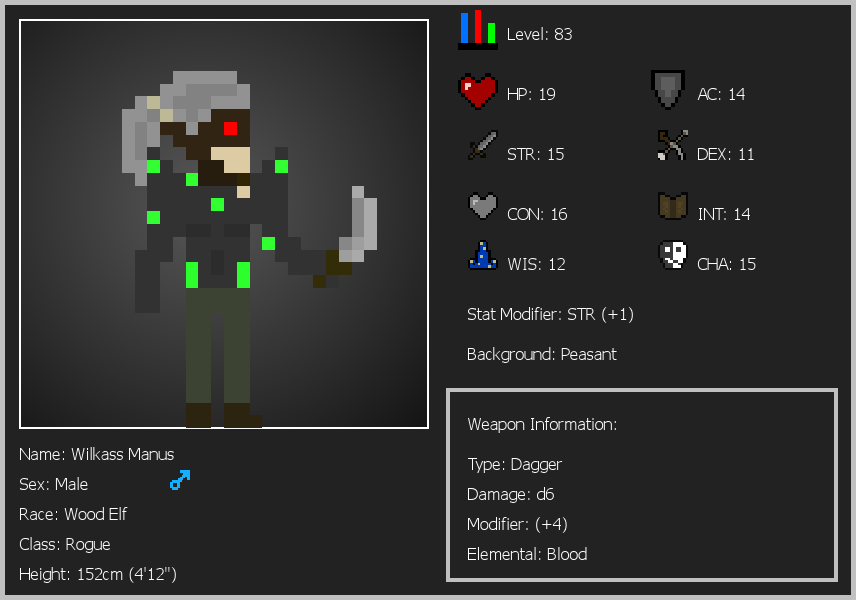 Level: 83
HP: 19
AC: 14
STR: 15
DEX: 11
CON: 16
INT: 14
WIS: 12
CHA: 15
Stat Modifier: STR (+1)
Background: Peasant
Weapon Information:
Type: Dagger
Damage: d6
Modifier: (+4)
Elemental: Blood
Name: Wilkass Manus
Sex: Male
Race: Wood Elf
Class: Rogue
Height: 152cm (4'12")